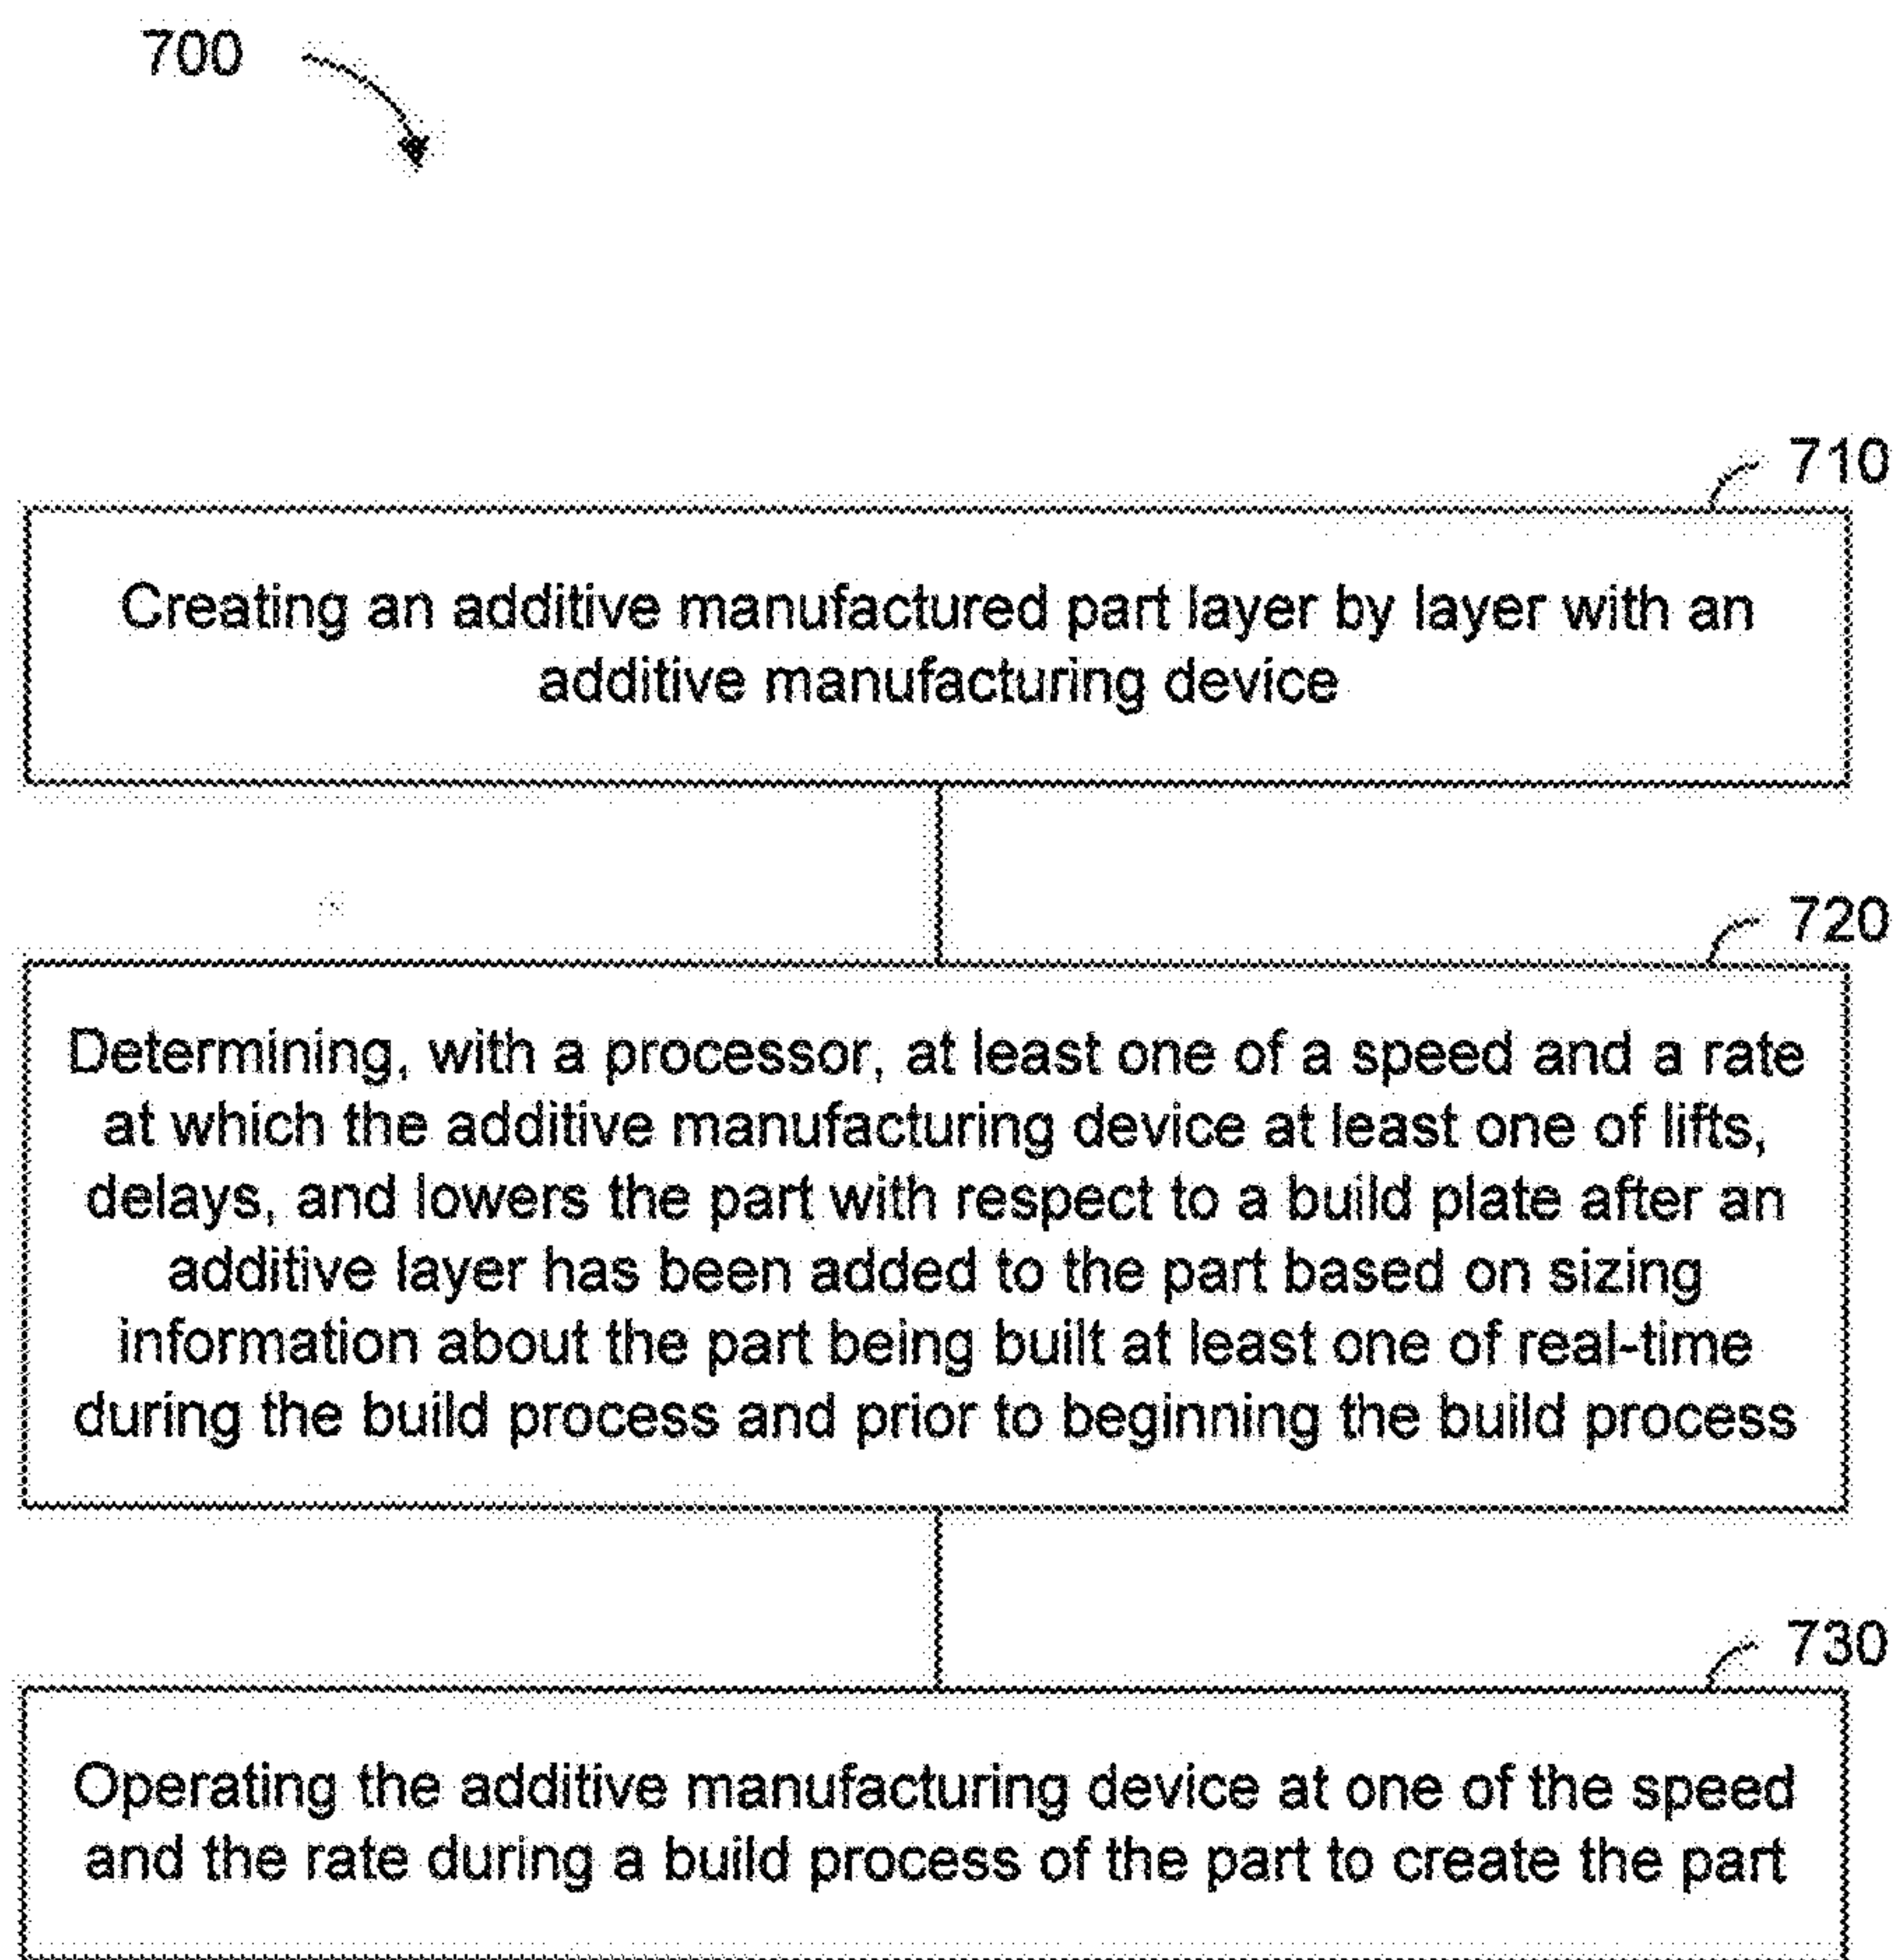 700
710
Creating an additive manufactured part layer by layer with an
additive manufacturing device
720
Determining, with a processor, at least one of a speed and a rate
at which the additive manufacturing device at least one of lifts,
delays, and lowers the part with respect to a build plate after an
additive layer has been added to the part based on sizing
information about the part being built at least one of real-time
during the build process and prior to beginning the build process
730
Operating the additive manufacturing device at one of the speed
and the rate during a build process of the part to create the part